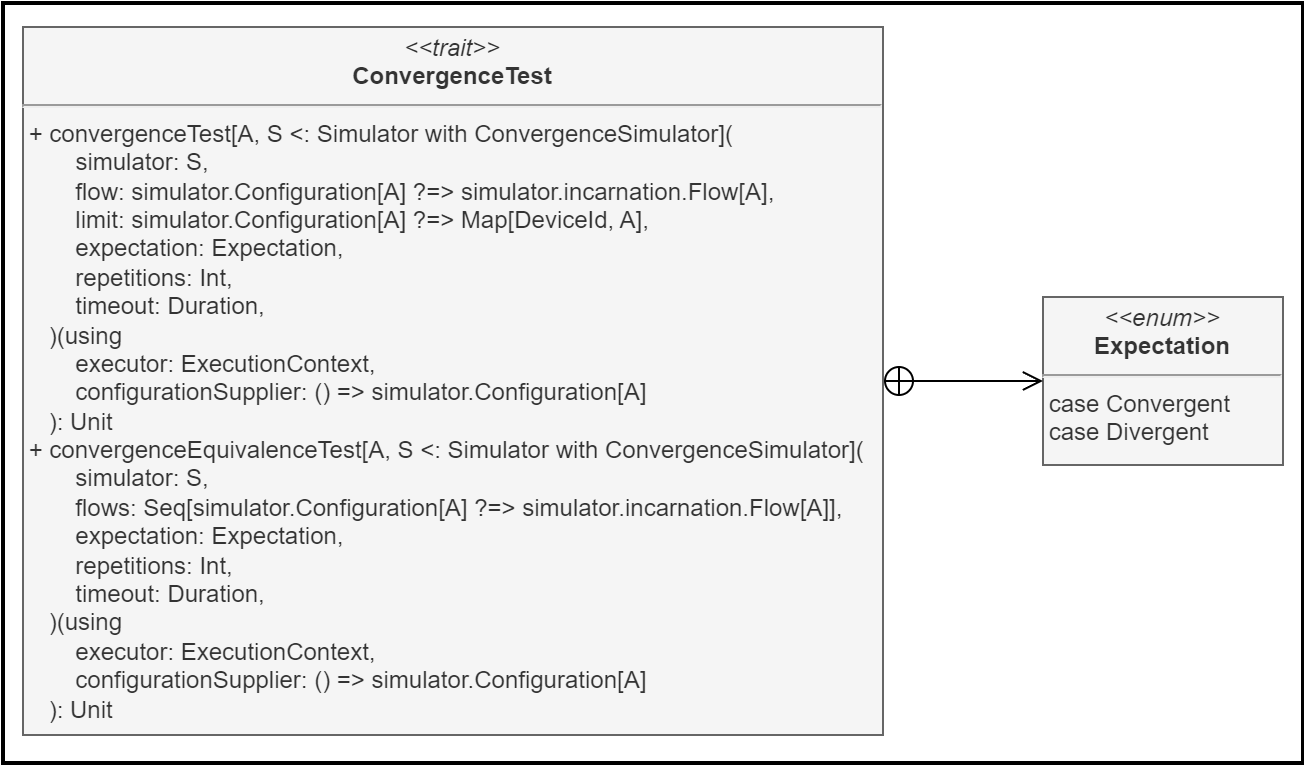 <<trait>>
ConvergenceTest
+ convergenceTest[A, S <: Simulator with ConvergenceSimulator](
simulator: S,
flow: simulator.Configuration[A] ?=> simulator.incarnation.Flow[A],
limit: simulator.Configuration[A] ?=> Map[DeviceId, A],
expectation: Expectation,
repetitions: Int,
timeout: Duration,
)(using
executor: ExecutionContext,
configurationSupplier: () => simulator.Configuration[A]
): Unit
+ convergenceEquivalenceTest[A, S <: Simulator with ConvergenceSimulator](
simulator: S,
flows: Seq[simulator.Configuration[A] ?=> simulator.incarnation.Flow[A]],
expectation: Expectation,
repetitions: Int,
timeout: Duration,
)(using
executor: ExecutionContext,
configurationSupplier: () => simulator.Configuration[A]
): Unit
<<enum>>
Expectation
case Convergent
case Divergent